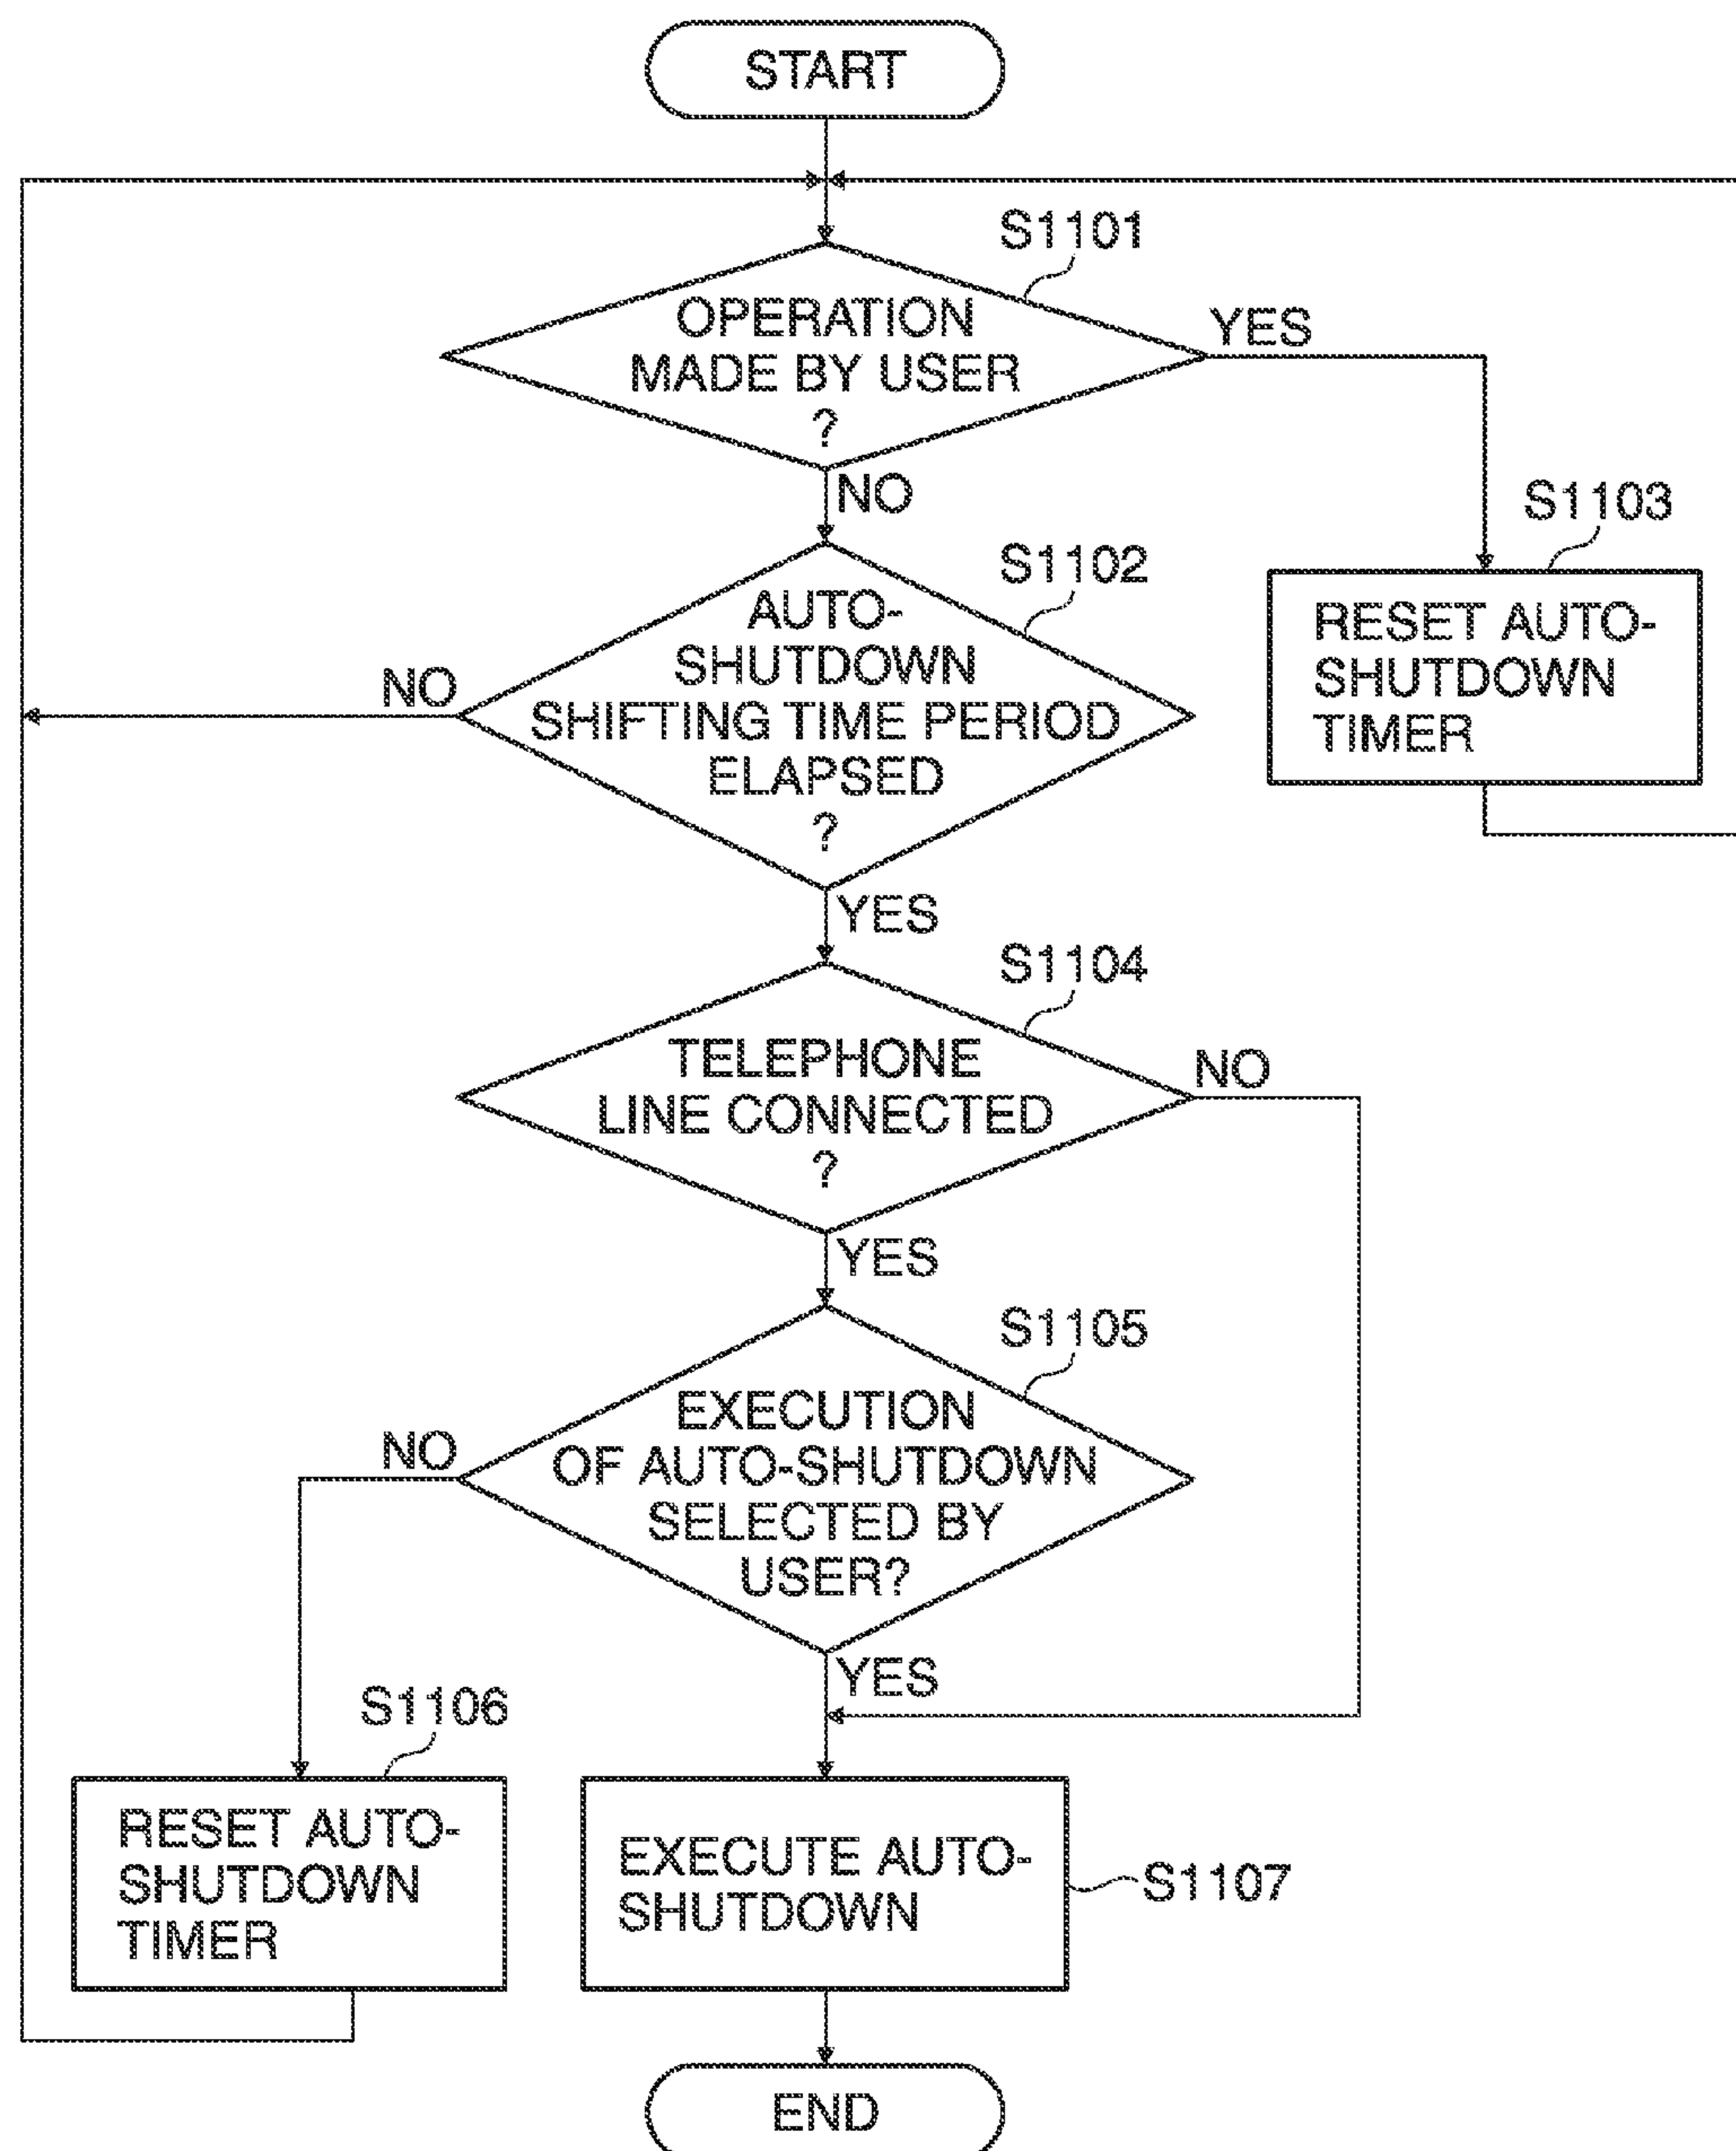 START
S1101
OPERATION
MADE BY USER
?
YES
NO
S1103
RESET AUTO-
SHUTDOWN
TIMER
S1102
AUTO-
SHUTDOWN
SHIFTING TIME PERIOD
ELAPSED
?
NO
YES
S1104
TELEPHONE
LINE CONNECTED
?
NO
YES
S1105
EXECUTION
OF AUTO-SHUTDOWN
SELECTED BY
USER?
NO
YES
S1106
RESET AUTO-
SHUTDOWN
TIMER
EXECUTE AUTO-
SHUTDOWN
S1107
END